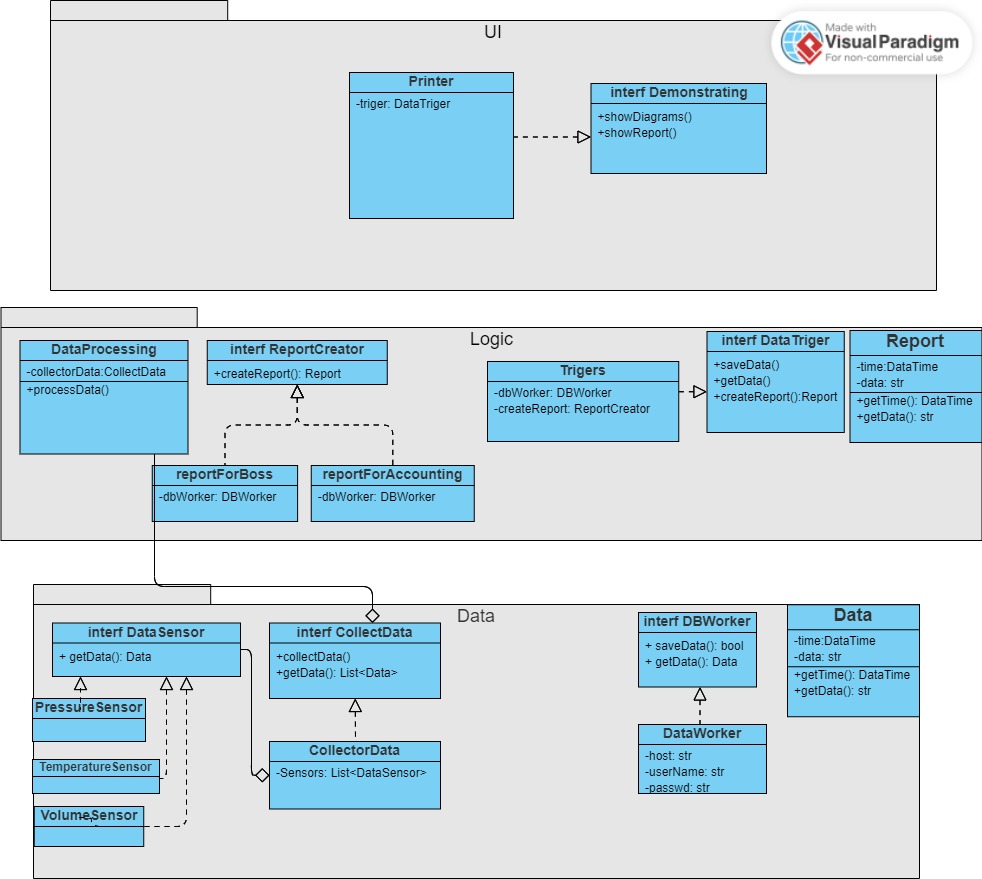 UI
Made with
Visual Paradigm
For non-commercial use
Printer
-triger: DataTriger
interf Demonstrating
+showDiagrams()
+showReport()
Logic
DataProcessing
-collectorData:CollectData
+processData()
interf ReportCreator
+createReport(): Report
Trigers
-dbWorker: DBWorker
-createReport: ReportCreator
interf DataTriger
+saveData()
+getData()
+createReport():Report
Report
-time:DataTime
-data: str
+getTime(): DataTime
+getData(): str
reportForBoss
-dbWorker: DBWorker
reportForAccounting
-dbWorker: DBWorker
Data
interf DataSensor
+ getData(): Data
interf CollectData
+collectData()
+getData(): List<Data>
interf DBWorker
+ saveData(): bool
+ getData(): Data
Data
-time:DataTime
-data: str
+getTime(): DataTime
+getData(): str
PressureSensor
TemperatureSensor
VolumeSensor
CollectorData
-Sensors: List<DataSensor>
DataWorker
-host: str
-userName: str
-passwd: str